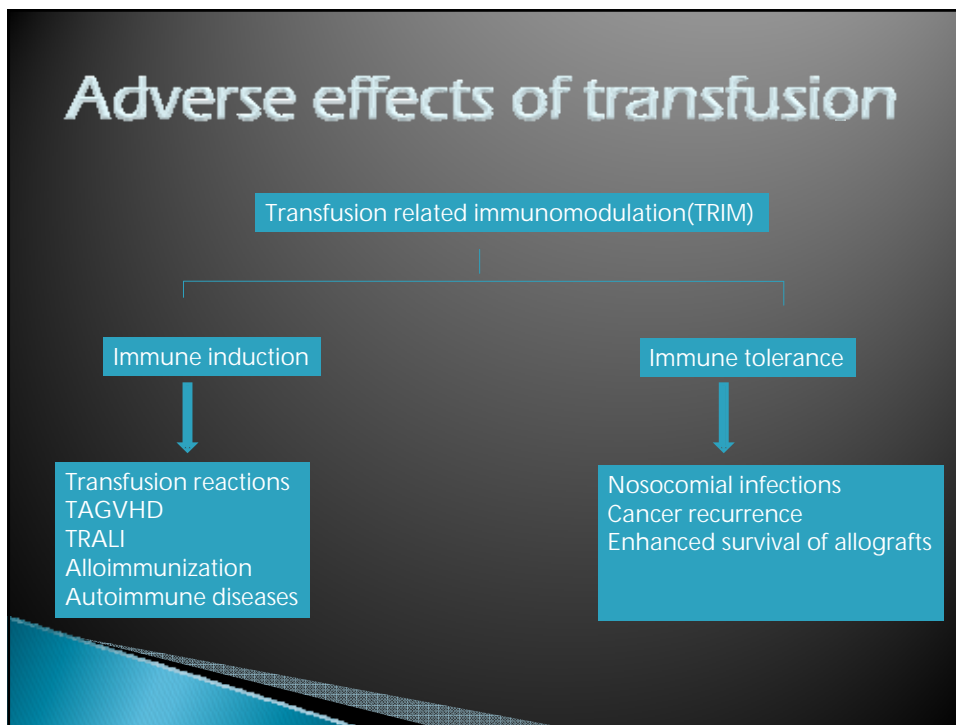 Adverse effects of transfusion
Transfusion related immunomodulation(TRIM)
Immune induction
Immune tolerance
Transfusion reactions
TAGVHD
TRALI
Alloimmunization
Autoimmune diseases
Nosocomial infections
Cancer recurrence
Enhanced survival of allografts